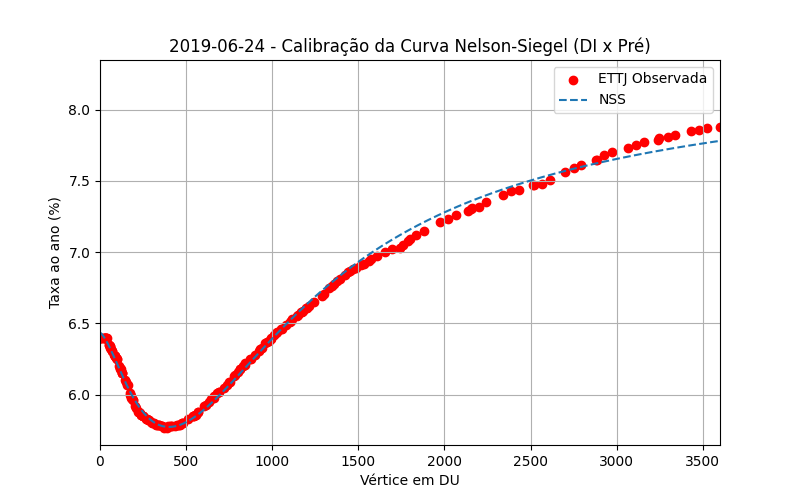 2019-06-24 - Calibração da Curva Nelson-Siegel (DI x Pré)
ETTJ Observada
NSS
Taxa ao ano (%)
8.0
7.5
7.0
6.5
6.0
0 500 1000 1500 2000 2500 3000 3500
Vértice em DU